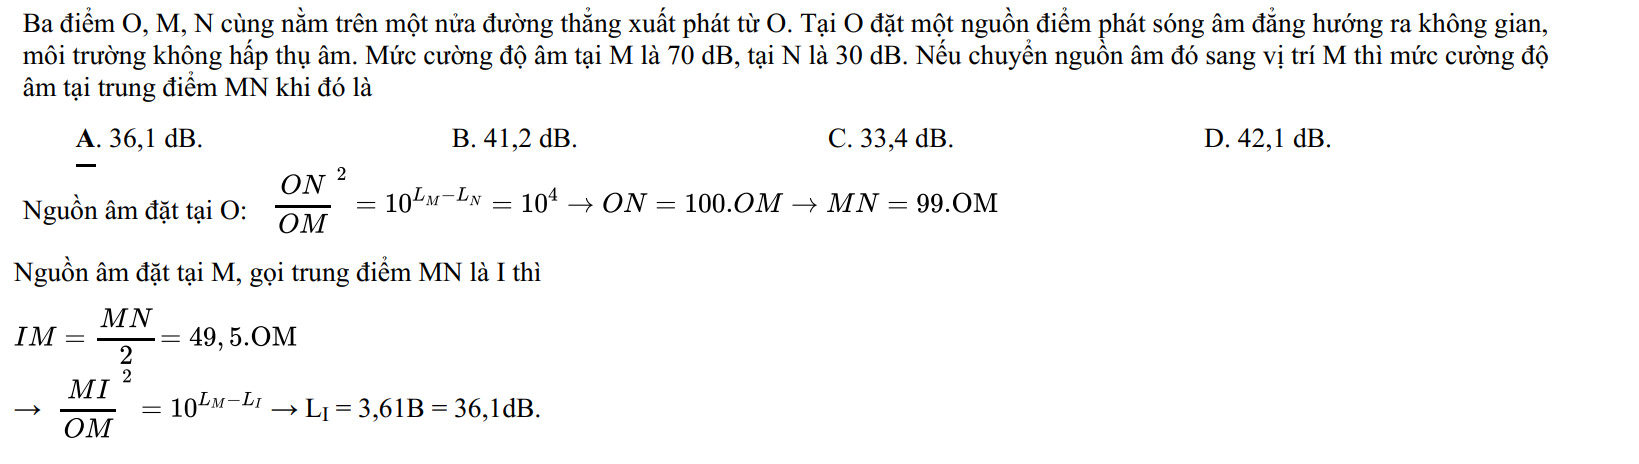 Ba điểm O, M, N cùng nằm trên một nửa đường thẳng xuất phát từ O. Tại O đặt một nguồn điểm phát sóng âm đẳng hướng ra không gian,
môi trường không hấp thụ âm. Mức cường độ âm tại M là 70 dB, tại N là 30 dB. Nếu chuyển nguồn âm đó sang vị trí M thì mức cường độ
âm tại trung điểm MN khi đó là
A. 36,1 dB. B. 41,2 dB. C. 33,4 dB. D. 42,1 dB.
Nguồn âm đặt tại O: $\frac{ON}{OM}^2 = 10^{L_M-L_N} = 10^4 \rightarrow ON = 100.OM \rightarrow MN = 99.OM$
Nguồn âm đặt tại M, gọi trung điểm MN là I thì
$IM = \frac{MN}{2} = 49,5.OM$
$\rightarrow \frac{MI}{OM}^2 = 10^{L_M-L_I} \rightarrow L_I = 3,61B = 36,1dB.$